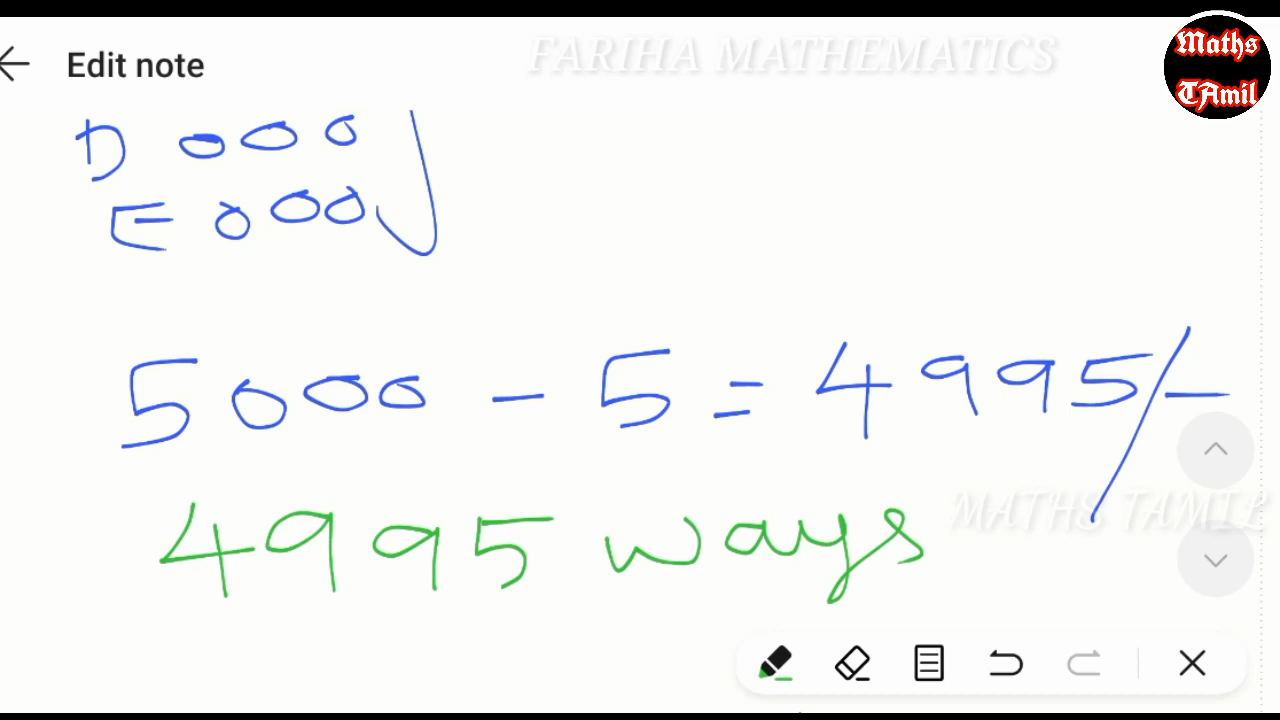 FARIHA MATHEMATICS
Maths
TAmil
Edit note
D 000
E 000
5000 - 5 = 4995/-
MATHS TAMIL
4995 ways